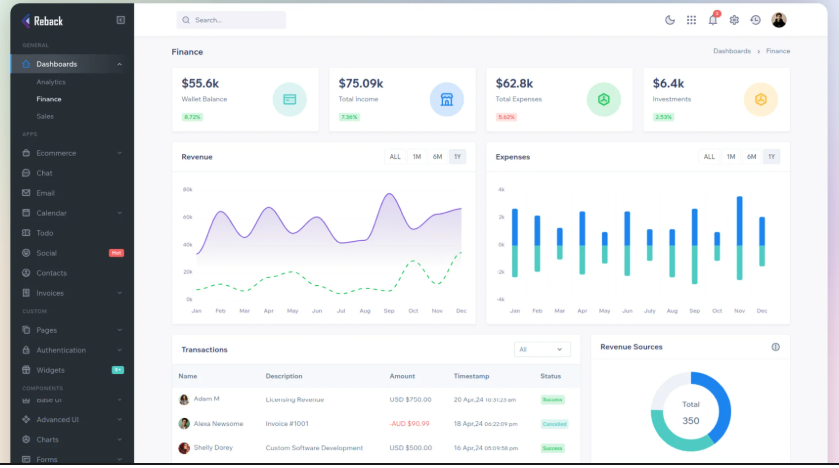 Reback
Search...
1
GENERAL
Dashboards
Analytics
Finance
Sales
APPS
Ecommerce
Chat
Email
Calendar
Todo
Social Hot
Contacts
Invoices
CUSTOM
Pages
Authentication
Widgets 9+
COMPONENTS
Base UI
Advanced UI
Charts
Forms
Finance
Dashboards > Finance
$55.6k
Wallet Balance
8.72%
$75.09k
Total Income
7.36%
$62.8k
Total Expenses
5.62%
$6.4k
Investments
2.53%
Revenue
ALL 1M 6M 1Y
80k
60k
40k
20k
0k
Jan Feb Mar Apr May Jun Jul Aug Sep Oct Nov Dec
Expenses
ALL 1M 6M 1Y
4k
2k
0k
-2k
-4k
Jan Feb Mar Apr May Jun Jul Aug Sep Oct Nov Dec
Transactions
All
Name Description Amount Timestamp Status
Adam M Licensing Revenue USD $750.00 20 Apr,24 10:31:23 am Success
Alexa Newsome Invoice #1001 -AUD $90.99 18 Apr,24 06:22:09 pm Cancelled
Shelly Dorey Custom Software Development USD $500.00 16 Apr,24 05:09:58 pm Success
Revenue Sources
Total
350